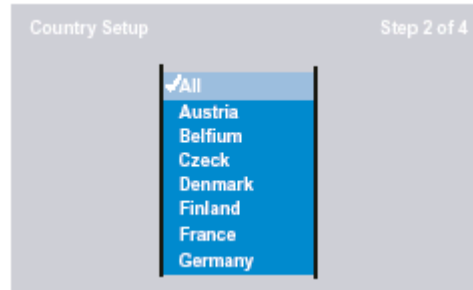 Country Setup Step 2 of 4
All
Austria
Belfium
Czeck
Denmark
Finland
France
Germany